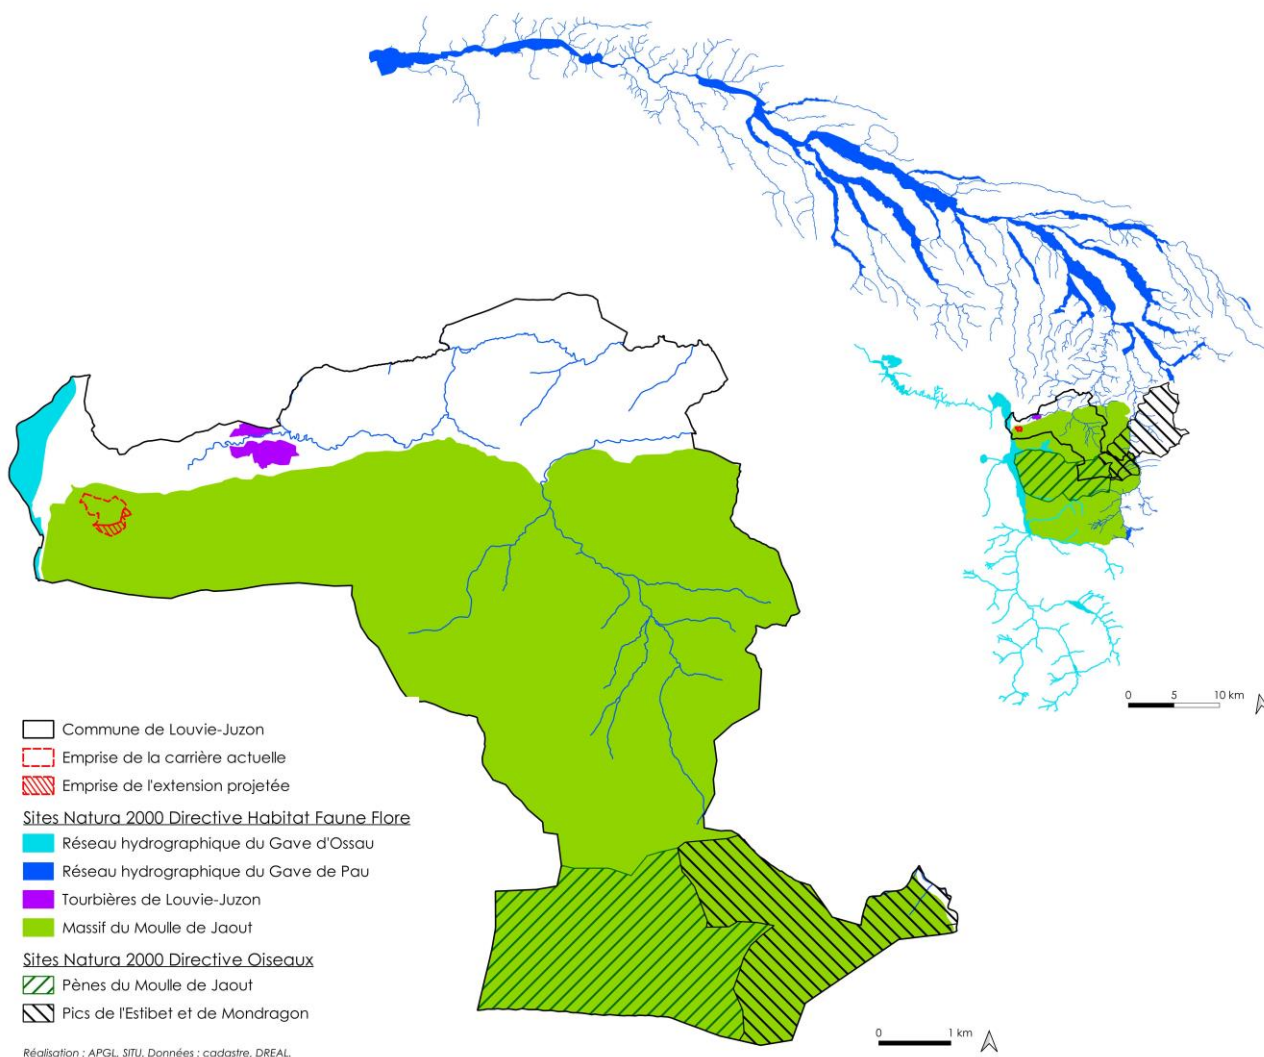 0 5 10 km
Commune de Louvie-Juzon
Emprise de la carrière actuelle
Emprise de l'extension projetée
Sites Natura 2000 Directive Habitat Faune Flore
Réseau hydrographique du Gave d'Ossau
Réseau hydrographique du Gave de Pau
Tourbières de Louvie-Juzon
Massif du Moulle de Jaout
Sites Natura 2000 Directive Oiseaux
Pènes du Moulle de Jaout
Pics de l'Estibet et de Mondragon
0 1 km
Réalisation : APGL, SITU. Données : cadastre, DREAL.